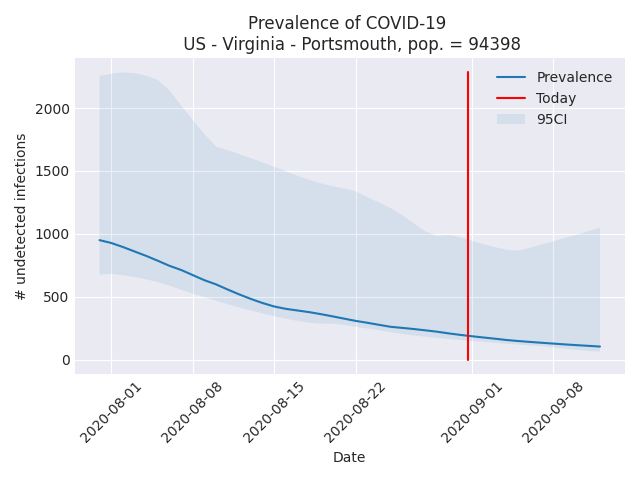 Prevalence of COVID-19
US - Virginia - Portsmouth, pop. = 94398
Prevalence
Today
95CI
# undetected infections
2000
1500
1000
500
0
2020-08-01
2020-08-08
2020-08-15
2020-08-22
2020-09-01
2020-09-08
Date